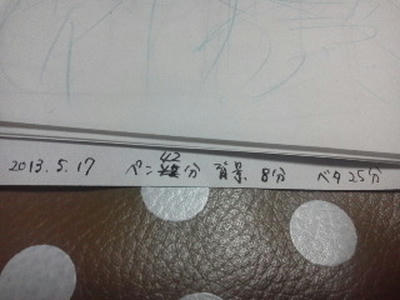 2013.5.17 ペン 42分 背景 8分 ベタ 25分